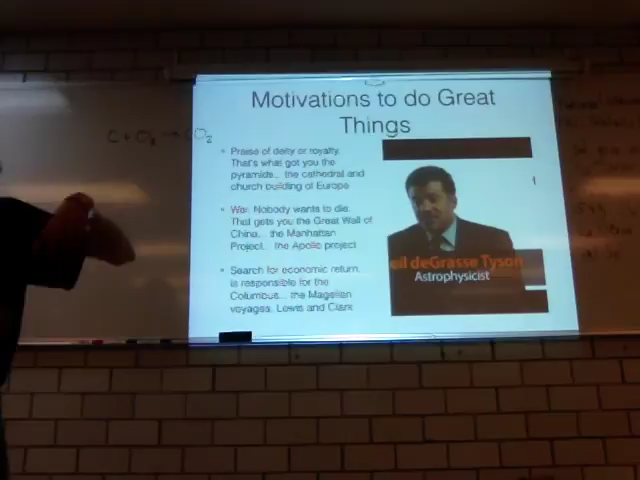 Motivations to do Great
Things
C + O₂ → CO₂
• Praise of deity or royalty.
That's what got you the
pyramids... the cathedral and
church building of Europe
• War. Nobody wants to die.
That gets you the Great Wall of
China... the Manhattan
Project... the Apollo project
• Search for economic return,
is responsible for the
Columbus... the Magellan
voyages, Lewis and Clark
eil deGrasse Tyson
Astrophysicist